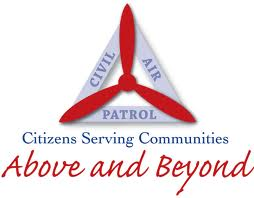 CIVIL
AIR
PATROL
Citizens Serving Communities
Above and Beyond